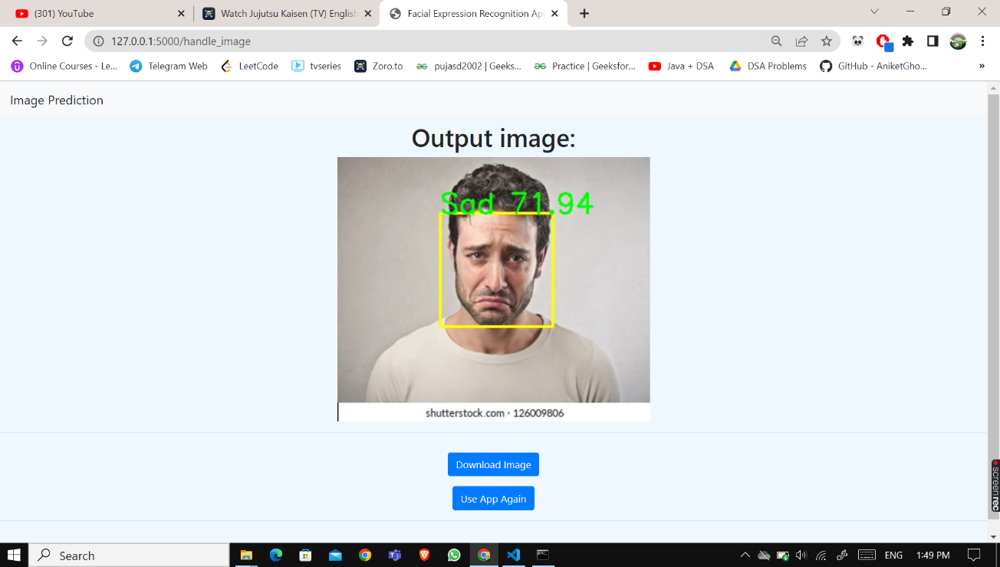 (301) YouTube
Watch Jujutsu Kaisen (TV) English
Facial Expression Recognition Ap
127.0.0.1:5000/handle_image
Online Courses - Le...
Telegram Web
LeetCode
tvseries
Zoro.to
pujasd2002 | Geeks...
Practice | Geeksfor...
Java + DSA
DSA Problems
GitHub - AniketGho...
»
Image Prediction
Output image:
Sad 71.94
shutterstock.com · 126009806
Download Image
Use App Again
screenrec
Search
ENG
1:49 PM